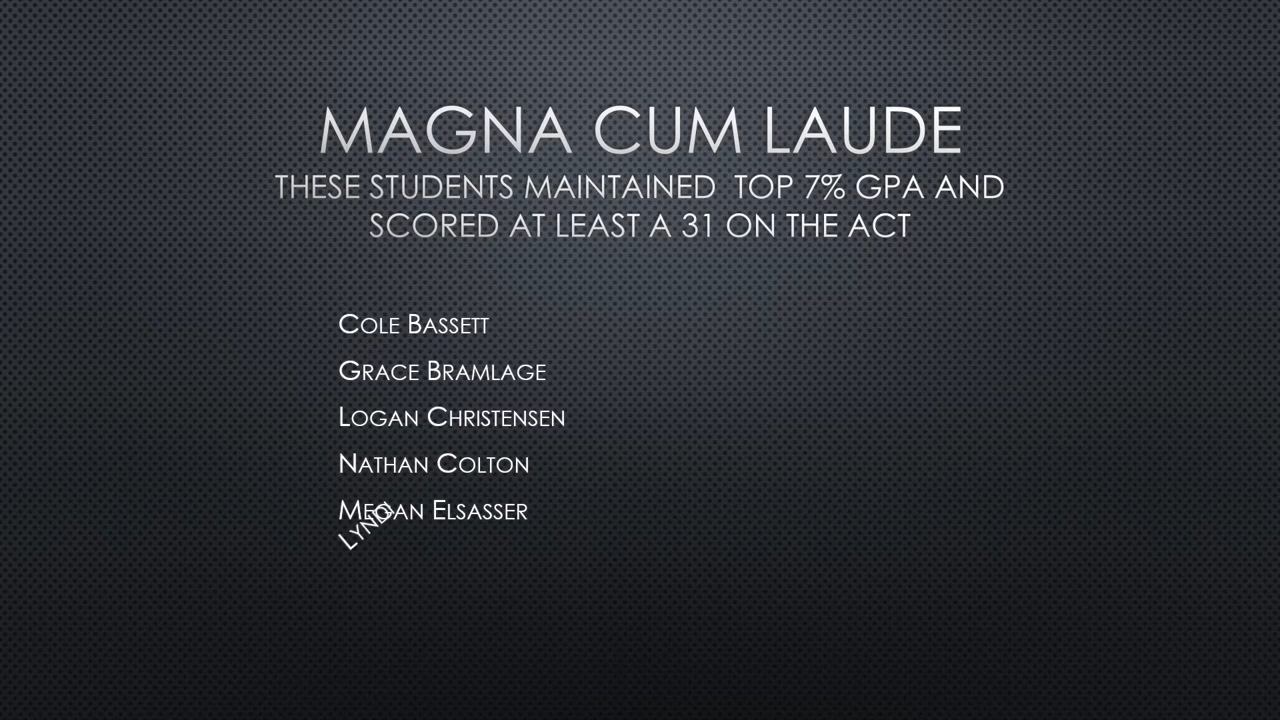 MAGNA CUM LAUDE
THESE STUDENTS MAINTAINED TOP 7% GPA AND
SCORED AT LEAST A 31 ON THE ACT
COLE BASSETT
GRACE BRAMLAGE
LOGAN CHRISTENSEN
NATHAN COLTON
MEGAN ELSASSER
LYNDI